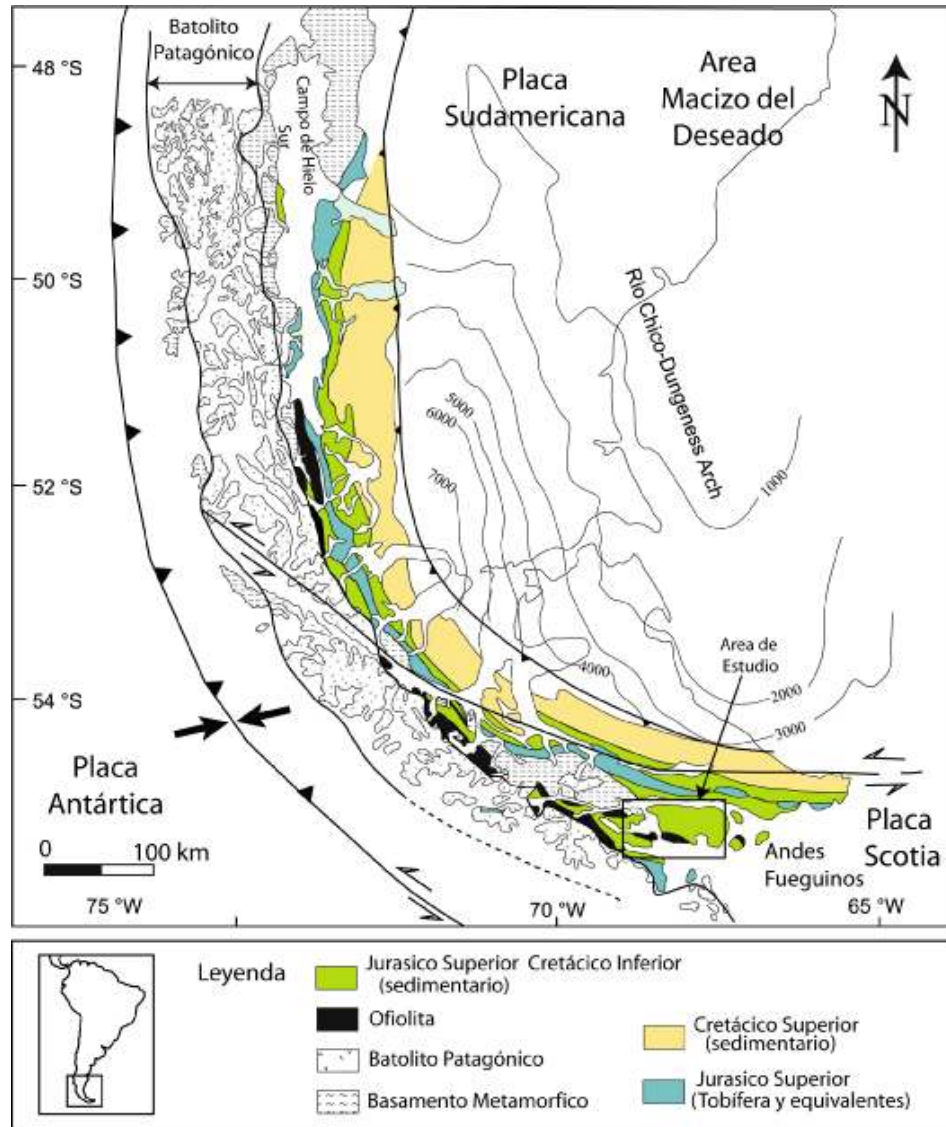 Batolito
Patagónico
48 °S
50 °S
52 °S
54 °S
Campo de Hielo
Sur
Placa
Sudamericana
Area
Macizo del
Deseado
N
Rio Chico-Dungeness Arch
5000
6000
7000
1000
4000
2000
3000
Area de
Estudio
Placa
Antártica
0 100 km
Placa
Scotia
Andes
Fueguinos
75 °W
70 °W
65 °W
Leyenda
Jurasico Superior Cretácico Inferior
(sedimentario)
Ofiolita
Batolito Patagónico
Basamento Metamorfico
Cretácico Superior
(sedimentario)
Jurasico Superior
(Tobífera y equivalentes)